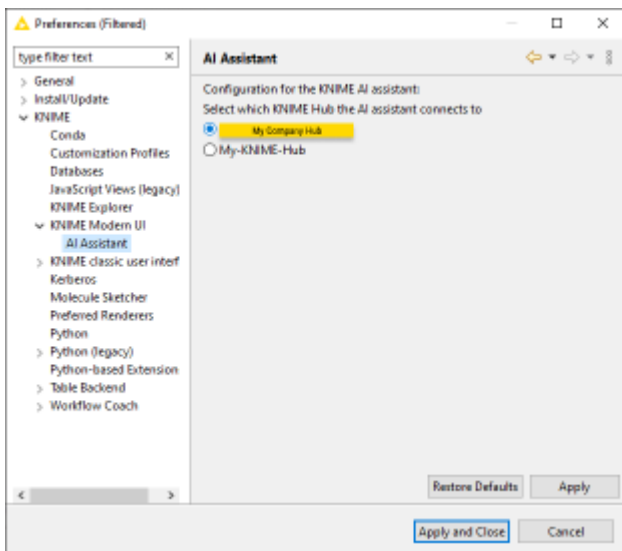 Preferences (Filtered)
type filter text
AI Assistant
General
Install/Update
KNIME
Conda
Customization Profiles
Databases
JavaScript Views (legacy)
KNIME Explorer
KNIME Modern UI
AI Assistant
KNIME classic user interf
Kerberos
Molecule Sketcher
Preferred Renderers
Python
Python (legacy)
Python-based Extension
Table Backend
Workflow Coach
Configuration for the KNIME AI assistant:
Select which KNIME Hub the AI assistant connects to
My Company Hub
My-KNIME-Hub
Restore Defaults
Apply
Apply and Close
Cancel